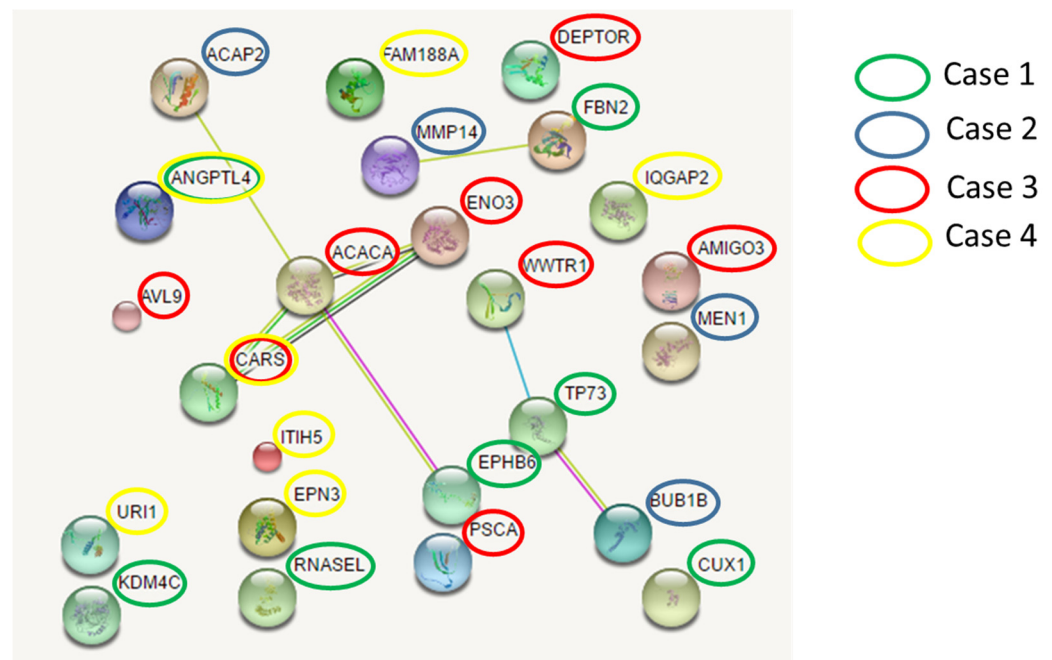 ACAP2
FAM188A
DEPTOR
FBN2
MMP14
ANGPTL4
IQGAP2
ENO3
ACACA
WWTR1
AMIGO3
AVL9
MEN1
CARS
TP73
ITIH5
EPHB6
EPN3
URI1
BUB1B
PSCA
RNASEL
CUX1
KDM4C
Case 1
Case 2
Case 3
Case 4